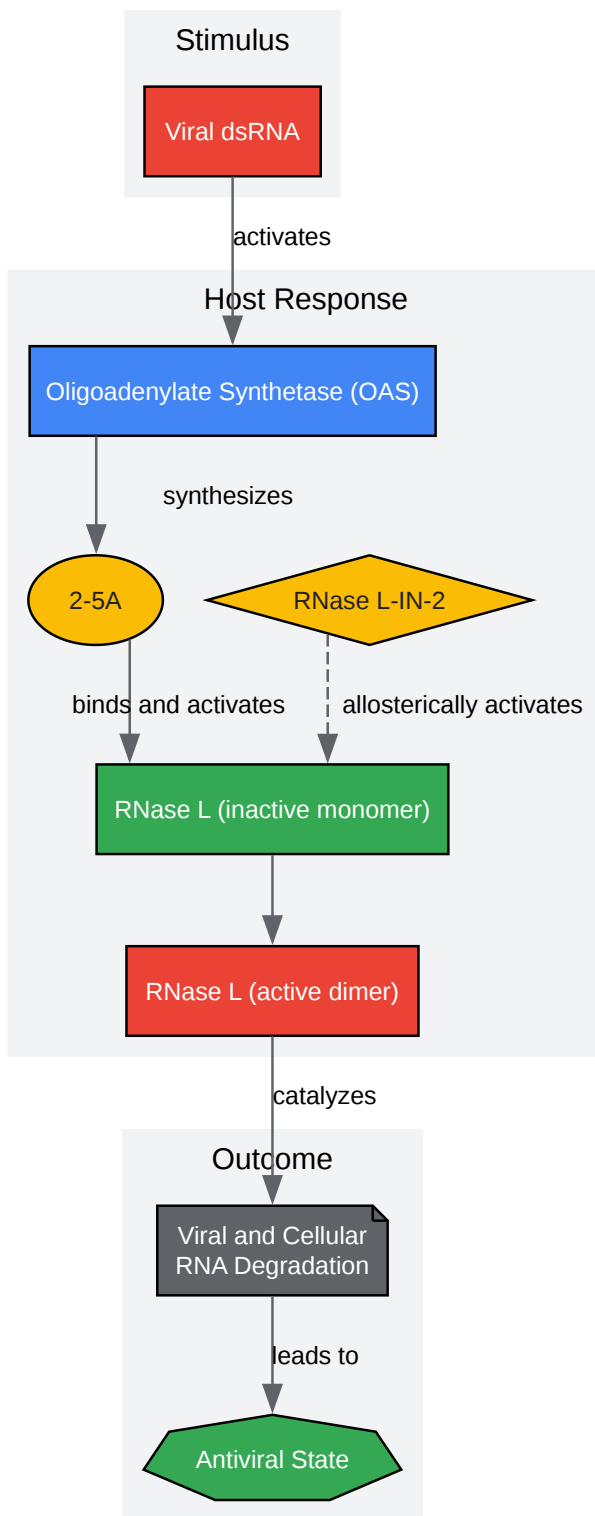 Stimulus
Viral dsRNA
activates
Host Response
Oligoadenylate Synthetase (OAS)
synthesizes
2-5A
RNase L-IN-2
binds and activates
allosterically activates
RNase L (inactive monomer)
RNase L (active dimer)
catalyzes
Outcome
Viral and Cellular
RNA Degradation
leads to
Antiviral State